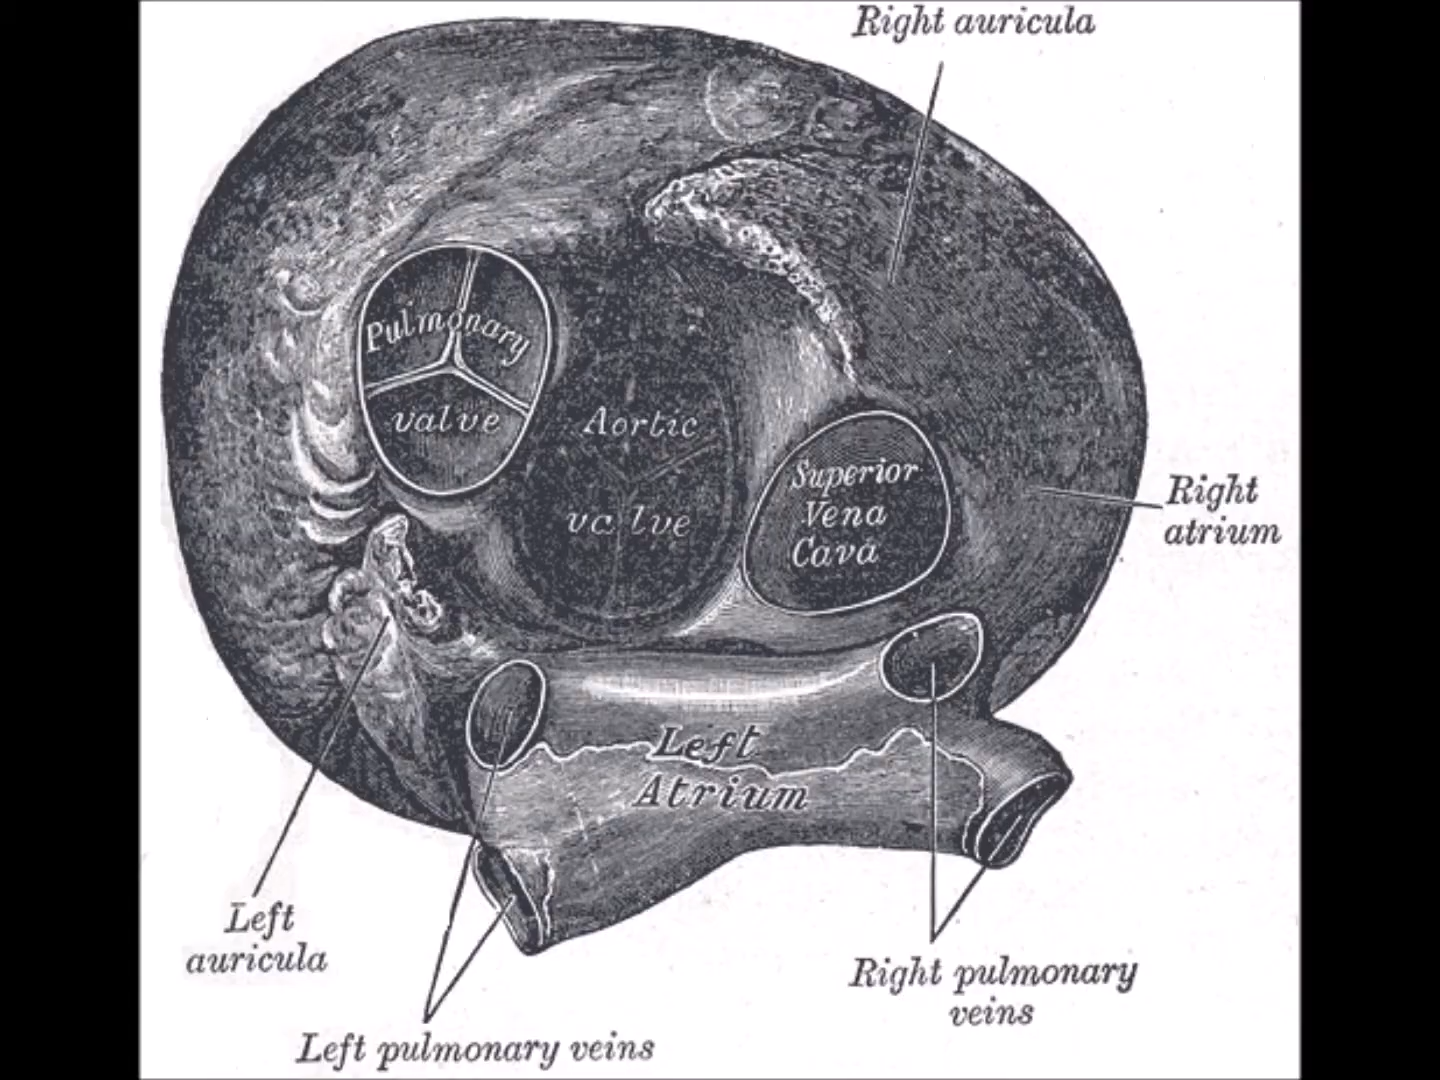 Right auricula
Pulmonary
valve
Aortic
valve
Superior
Vena
Cava
Right
atrium
Left
Atrium
Left
auricula
Right pulmonary
veins
Left pulmonary veins